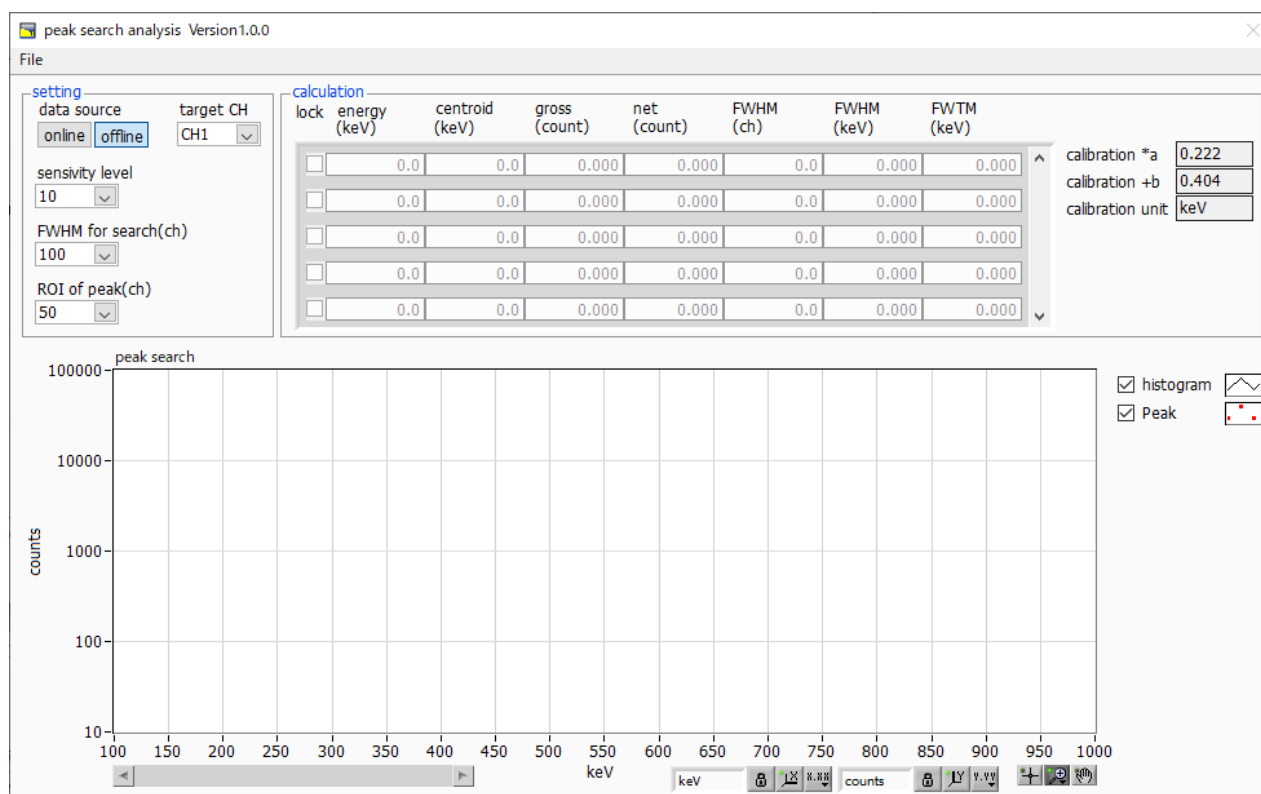 peak search analysis Version1.0.0
File
setting
data source target CH
online offline CH1
sensivity level
10
FWHM for search(ch)
100
ROI of peak(ch)
50
calculation
lock energy centroid gross net FWHM FWHM FWTM
(keV) (keV) (count) (count) (ch) (keV) (keV)
0.0 0.0 0.000 0.000 0.0 0.000 0.000
0.0 0.0 0.000 0.000 0.0 0.000 0.000
0.0 0.0 0.000 0.000 0.0 0.000 0.000
0.0 0.0 0.000 0.000 0.0 0.000 0.000
0.0 0.0 0.000 0.000 0.0 0.000 0.000
calibration *a 0.222
calibration +b 0.404
calibration unit keV
peak search
100000
10000
1000
100
10
counts
100 150 200 250 300 350 400 450 500 550 600 650 700 750 800 850 900 950 1000
keV
histogram
Peak
keV X X.XX counts Y Y.YY